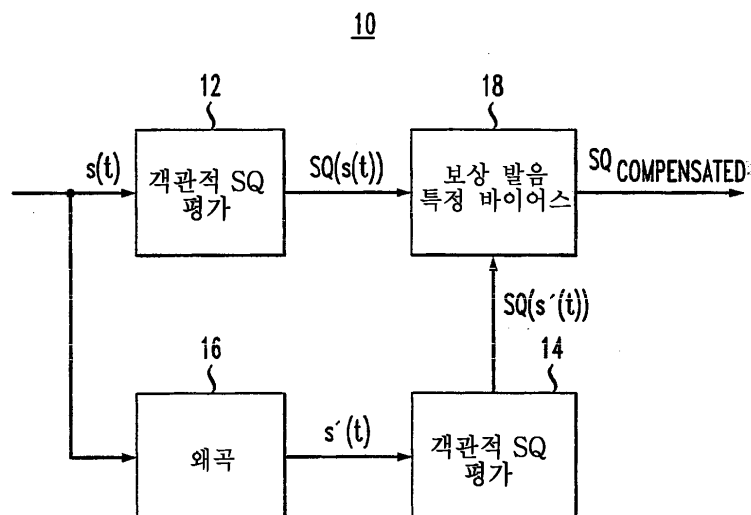 10
12
18
s(t)
객관적 SQ
평가
SQ(s(t))
보상 발음
특정 바이어스
SQ COMPENSATED
SQ(s´(t))
16
14
왜곡
s´(t)
객관적 SQ
평가